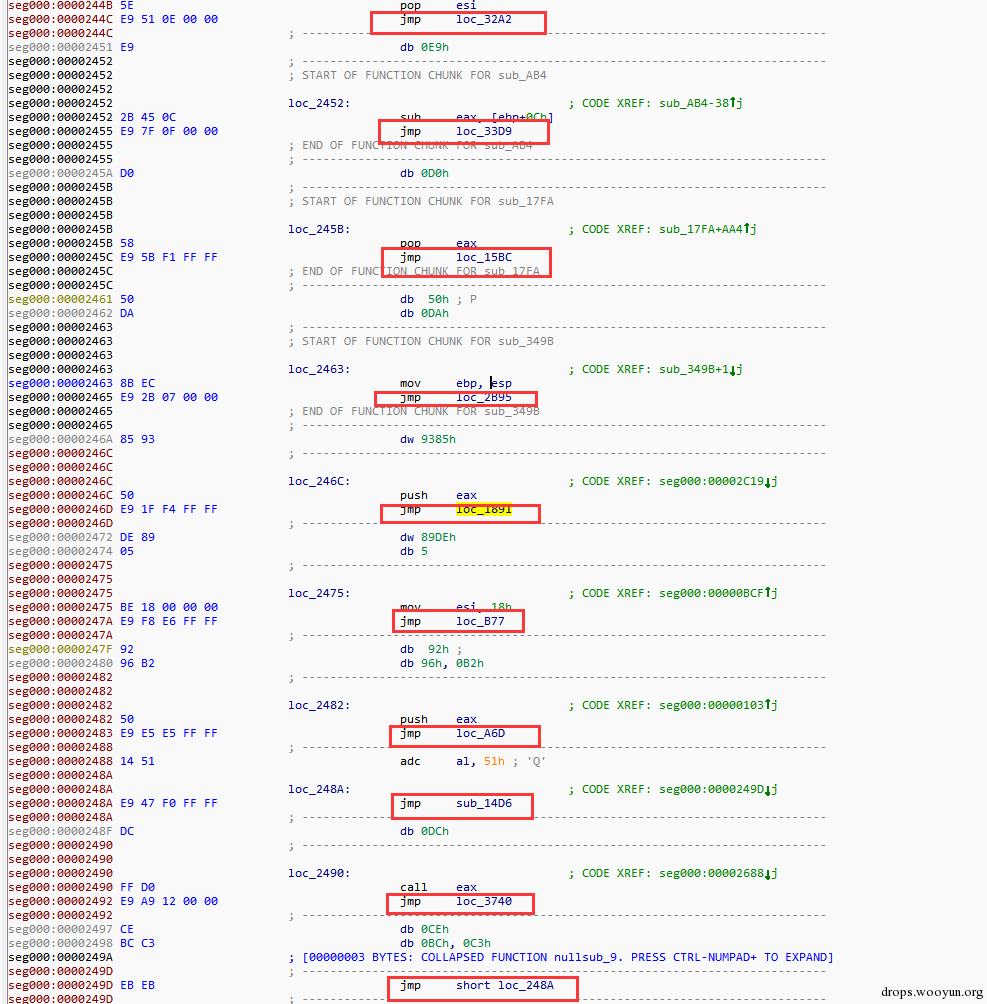 seg000:0000244B 5E pop esi
seg000:0000244C E9 51 0E 00 00 jmp loc_32A2
seg000:0000244C ; ---------------------------------------------------------------------------
seg000:00002451 E9 db 0E9h
seg000:00002452 ; ---------------------------------------------------------------------------
seg000:00002452 ; START OF FUNCTION CHUNK FOR sub_AB4
seg000:00002452
seg000:00002452 loc_2452: ; CODE XREF: sub_AB4-38↑j
seg000:00002452 2B 45 0C sub eax, [ebp+0Ch]
seg000:00002455 E9 7F 0F 00 00 jmp loc_33D9
seg000:00002455 ; END OF FUNCTION CHUNK FOR sub_AB4
seg000:00002455 ; ---------------------------------------------------------------------------
seg000:0000245A D0 db 0D0h
seg000:0000245B ; ---------------------------------------------------------------------------
seg000:0000245B ; START OF FUNCTION CHUNK FOR sub_17FA
seg000:0000245B
seg000:0000245B loc_245B: ; CODE XREF: sub_17FA+AA4↑j
seg000:0000245B 58 pop eax
seg000:0000245C E9 5B F1 FF FF jmp loc_15BC
seg000:0000245C ; END OF FUNCTION CHUNK FOR sub_17FA
seg000:0000245C ; ---------------------------------------------------------------------------
seg000:00002461 50 db 50h ; P
seg000:00002462 DA db 0DAh
seg000:00002463 ; ---------------------------------------------------------------------------
seg000:00002463 ; START OF FUNCTION CHUNK FOR sub_349B
seg000:00002463
seg000:00002463 loc_2463: ; CODE XREF: sub_349B+1↓j
seg000:00002463 8B EC mov ebp, esp
seg000:00002465 E9 2B 07 00 00 jmp loc_2B95
seg000:00002465 ; END OF FUNCTION CHUNK FOR sub_349B
seg000:00002465 ; ---------------------------------------------------------------------------
seg000:0000246A 85 93 dw 9385h
seg000:0000246C ; ---------------------------------------------------------------------------
seg000:0000246C
seg000:0000246C loc_246C: ; CODE XREF: seg000:00002C19↓j
seg000:0000246C 50 push eax
seg000:0000246D E9 1F F4 FF FF jmp loc_1891
seg000:0000246D ; ---------------------------------------------------------------------------
seg000:00002472 DE 89 dw 89DEh
seg000:00002474 05 db 5
seg000:00002475 ; ---------------------------------------------------------------------------
seg000:00002475
seg000:00002475 loc_2475: ; CODE XREF: seg000:00000BCF↑j
seg000:00002475 BE 18 00 00 00 mov esi, 18h
seg000:0000247A E9 F8 E6 FF FF jmp loc_B77
seg000:0000247A ; ---------------------------------------------------------------------------
seg000:0000247F 92 db 92h ;
seg000:00002480 96 B2 db 96h, 0B2h
seg000:00002482 ; ---------------------------------------------------------------------------
seg000:00002482
seg000:00002482 loc_2482: ; CODE XREF: seg000:00000103↑j
seg000:00002482 50 push eax
seg000:00002483 E9 E5 E5 FF FF jmp loc_A6D
seg000:00002488 ; ---------------------------------------------------------------------------
seg000:00002488 14 51 adc al, 51h ; 'Q'
seg000:0000248A
seg000:0000248A loc_248A: ; CODE XREF: seg000:0000249D↓j
seg000:0000248A E9 47 F0 FF FF jmp sub_14D6
seg000:0000248A ; ---------------------------------------------------------------------------
seg000:0000248F DC db 0DCh
seg000:00002490 ; ---------------------------------------------------------------------------
seg000:00002490
seg000:00002490 loc_2490: ; CODE XREF: seg000:00002688↓j
seg000:00002490 FF D0 call eax
seg000:00002492 E9 A9 12 00 00 jmp loc_3740
seg000:00002492 ; ---------------------------------------------------------------------------
seg000:00002497 CE db 0CEh
seg000:00002498 BC C3 db 0BCh, 0C3h
seg000:0000249A ; [00000003 BYTES: COLLAPSED FUNCTION nullsub_9. PRESS CTRL-NUMPAD+ TO EXPAND]
seg000:0000249D ; ---------------------------------------------------------------------------
seg000:0000249D EB EB jmp short loc_248A
seg000:0000249D ; ---------------------------------------------------------------------------
drops.wooyun.org